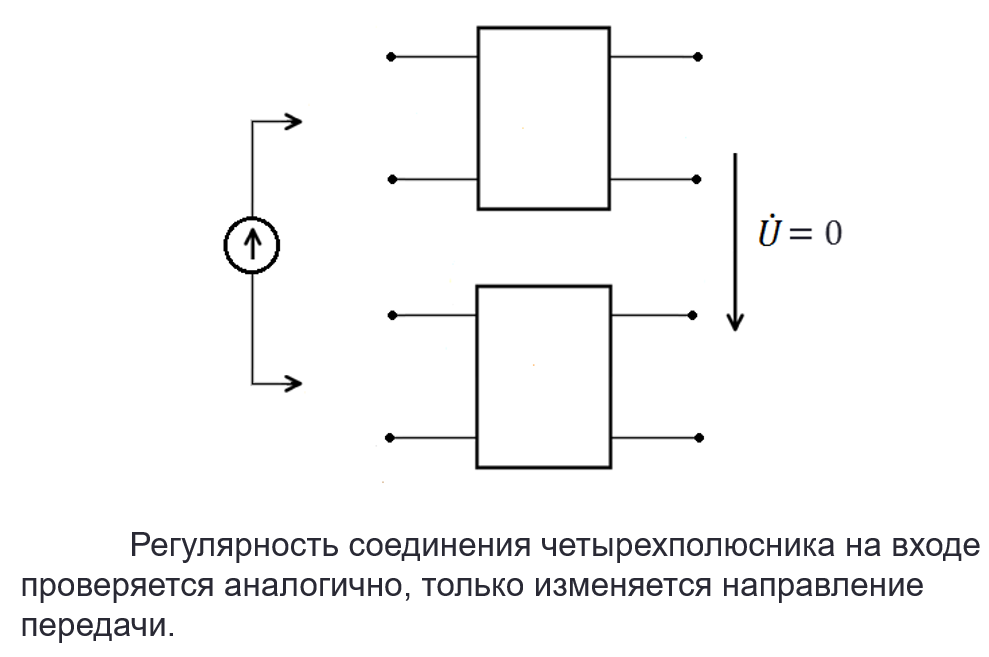 U̇ = 0
Регулярность соединения четырехполюсника на входе
проверяется аналогично, только изменяется направление
передачи.